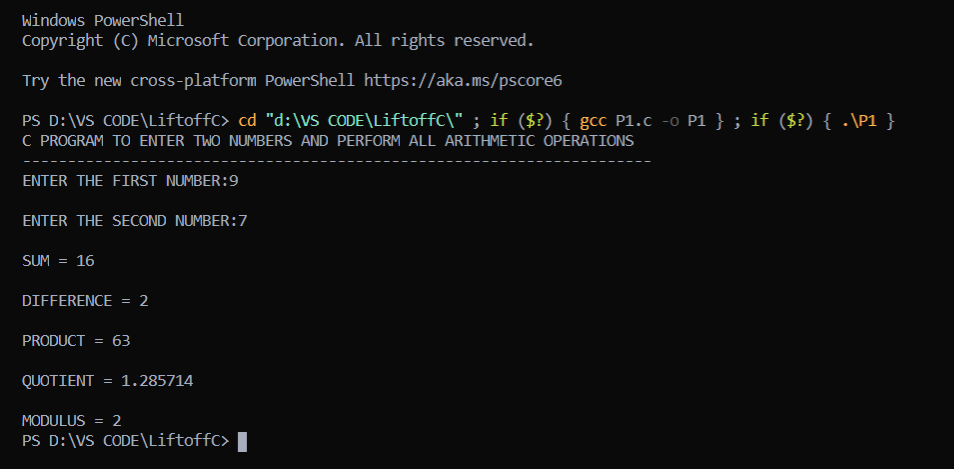 Windows PowerShell
Copyright (C) Microsoft Corporation. All rights reserved.
Try the new cross-platform PowerShell https://aka.ms/pscore6
PS D:\VS CODE\LiftoffC> cd "d:\VS CODE\LiftoffC\" ; if ($?) { gcc P1.c -o P1 } ; if ($?) { .\P1 }
C PROGRAM TO ENTER TWO NUMBERS AND PERFORM ALL ARITHMETIC OPERATIONS
----------------------------------------------------------------------
ENTER THE FIRST NUMBER:9
ENTER THE SECOND NUMBER:7
SUM = 16
DIFFERENCE = 2
PRODUCT = 63
QUOTIENT = 1.285714
MODULUS = 2
PS D:\VS CODE\LiftoffC>